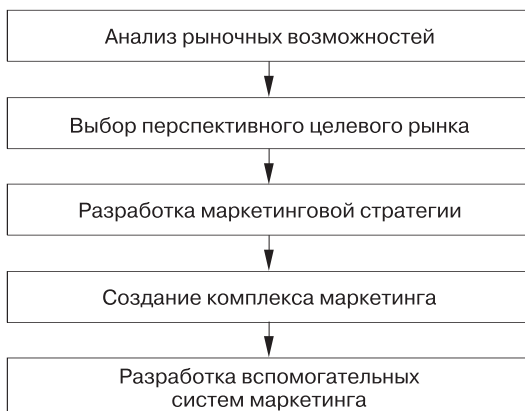 Анализ рыночных возможностей
Выбор перспективного целевого рынка
Разработка маркетинговой стратегии
Создание комплекса маркетинга
Разработка вспомогательных
систем маркетинга